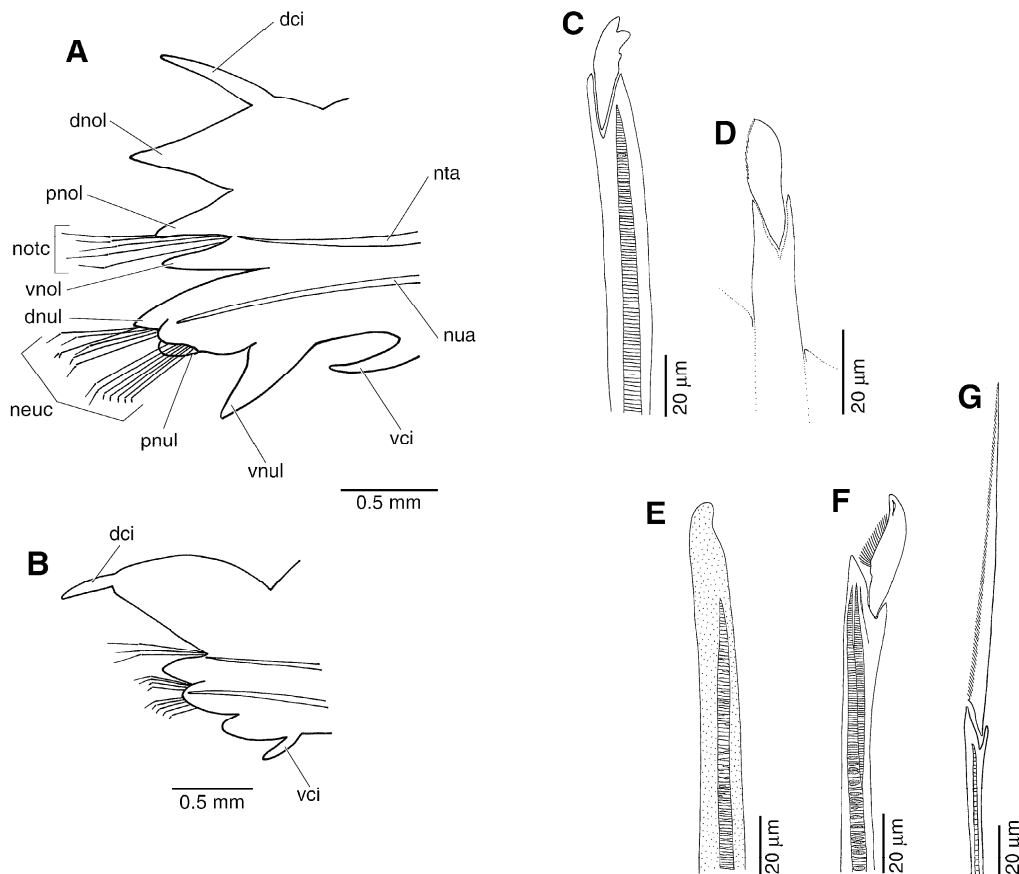 A
dci
dnol
pnol
nta
notc
vnol
dnul
nua
neuc
pnul
vci
vnul
0.5 mm
B
dci
vci
0.5 mm
C
20 µm
D
20 µm
E
20 µm
F
20 µm
G
20 µm